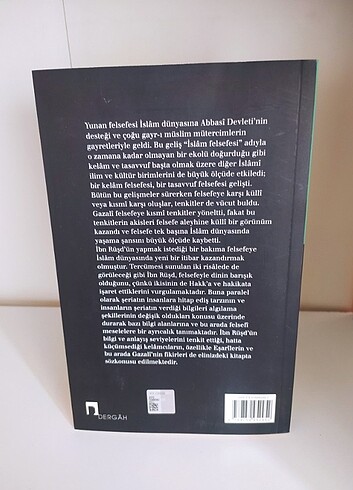 Yunan felsefesi İslâm dünyasına Abbasî Devleti'nin
desteği ve çoğu gayr-ı müslim mütercimlerin
gayretleriyle geldi. Bu geliş "İslâm felsefesi" adıyla
o zamana kadar olmayan bir ekolü doğurduğu gibi
kelâm ve tasavvuf başta olmak üzere diğer İslâmî
ilim ve kültür birimlerini de büyük ölçüde etkiledi;
bir kelâm felsefesi, bir tasavvuf felsefesi gelişti.
Bütün bu gelişmeler sürerken felsefeye karşı küllî
veya kısmî karşı oluşlar, tenkitler de vücut buldu.
Gazalî felsefeye kısmî tenkitler yöneltti, fakat bu
tenkitlerin akisleri felsefe aleyhine küllî bir görünüm
kazandı ve felsefe tek başına İslâm dünyasında
yaşama şansını büyük ölçüde kaybetti.
İbn Rüşd'ün yapmak istediği bir bakıma felsefeye
İslâm dünyasında yeni bir itibar kazandırmak
olmuştur. Tercümesi sunulan iki risâlede de
görüleceği gibi İbn Rüşd, felsefeyle dinin barışık
olduğunu, çünkü ikisinin de Hakk'a ve hakikata
işaret ettiklerini vurgulamaktadır. Buna paralel
olarak şeriatın insanlara hitap ediş tarzının ve
insanların şeriatın verdiği bilgileri algılama
şekillerinin değişik oldukları konusu üzerinde
durarak bazı bilgi alanlarına ve bu arada felsefî
meselelere bir ayrıcalık tanımaktadır. İbn Rüşd'ün
bilgi ve anlayış seviyelerini tenkit ettiği, hatta
küçümsediği kelâmcıların, özellikle Eşarîlerin ve
bu arada Gazalî'nin fikirleri de elinizdeki kitapta
sözkonusu edilmektedir.
DERGÂH